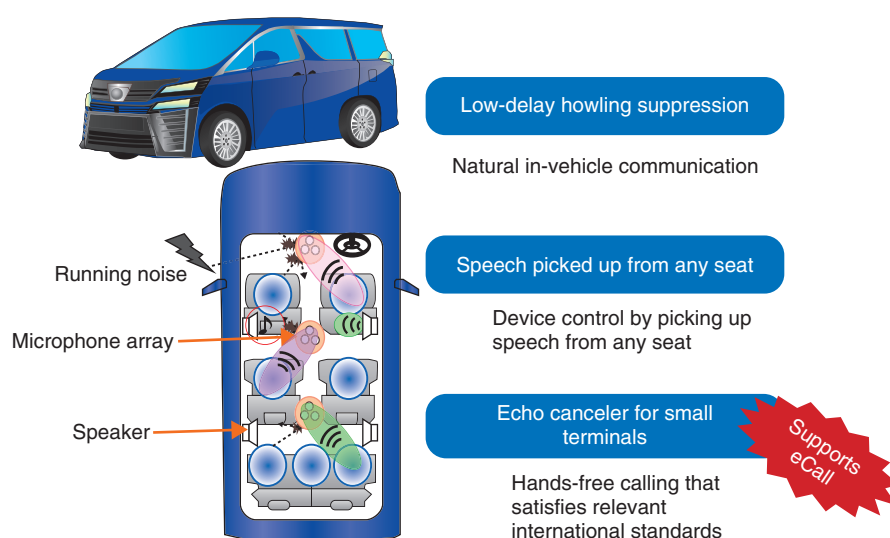 Low-delay howling suppression
Natural in-vehicle communication
Running noise
Speech picked up from any seat
Device control by picking up
speech from any seat
Microphone array
Speaker
Echo canceler for small
terminals
Supports
eCall
Hands-free calling that
satisfies relevant
international standards